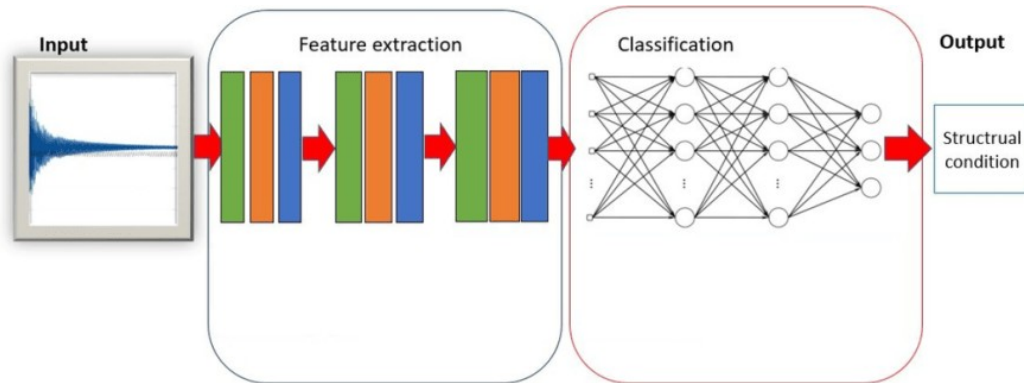 Input
Feature extraction
Classification
Output
Structrual
condition